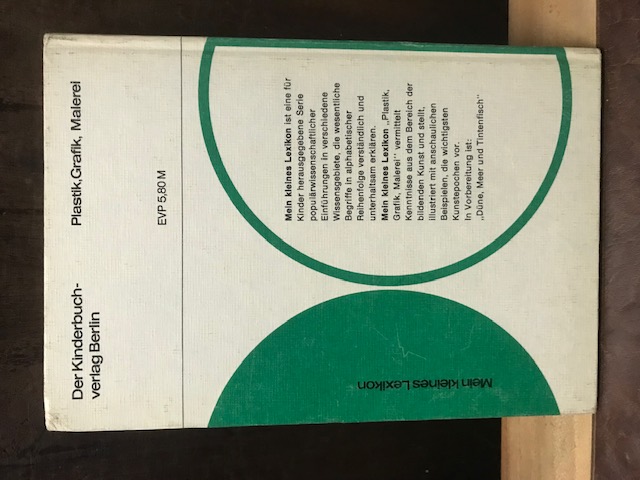 Der Kinderbuch-
verlag Berlin
Plastik,Grafik, Malerei
EVP 5,80 M
Mein kleines Lexikon ist eine für
Kinder herausgegebene Serie
populärwissenschaftlicher
Einführungen in verschiedene
Wissensgebiete, die wesentliche
Begriffe in alphabetischer
Reihenfolge verständlich und
unterhaltsam erklären.
Mein kleines Lexikon „Plastik,
Grafik, Malerei“ vermittelt
Kenntnisse aus dem Bereich der
bildenden Kunst und stellt,
illustriert mit anschaulichen
Beispielen, die wichtigsten
Kunstepochen vor.
In Vorbereitung ist:
„Düne, Meer und Tintenfisch“
Mein kleines Lexikon